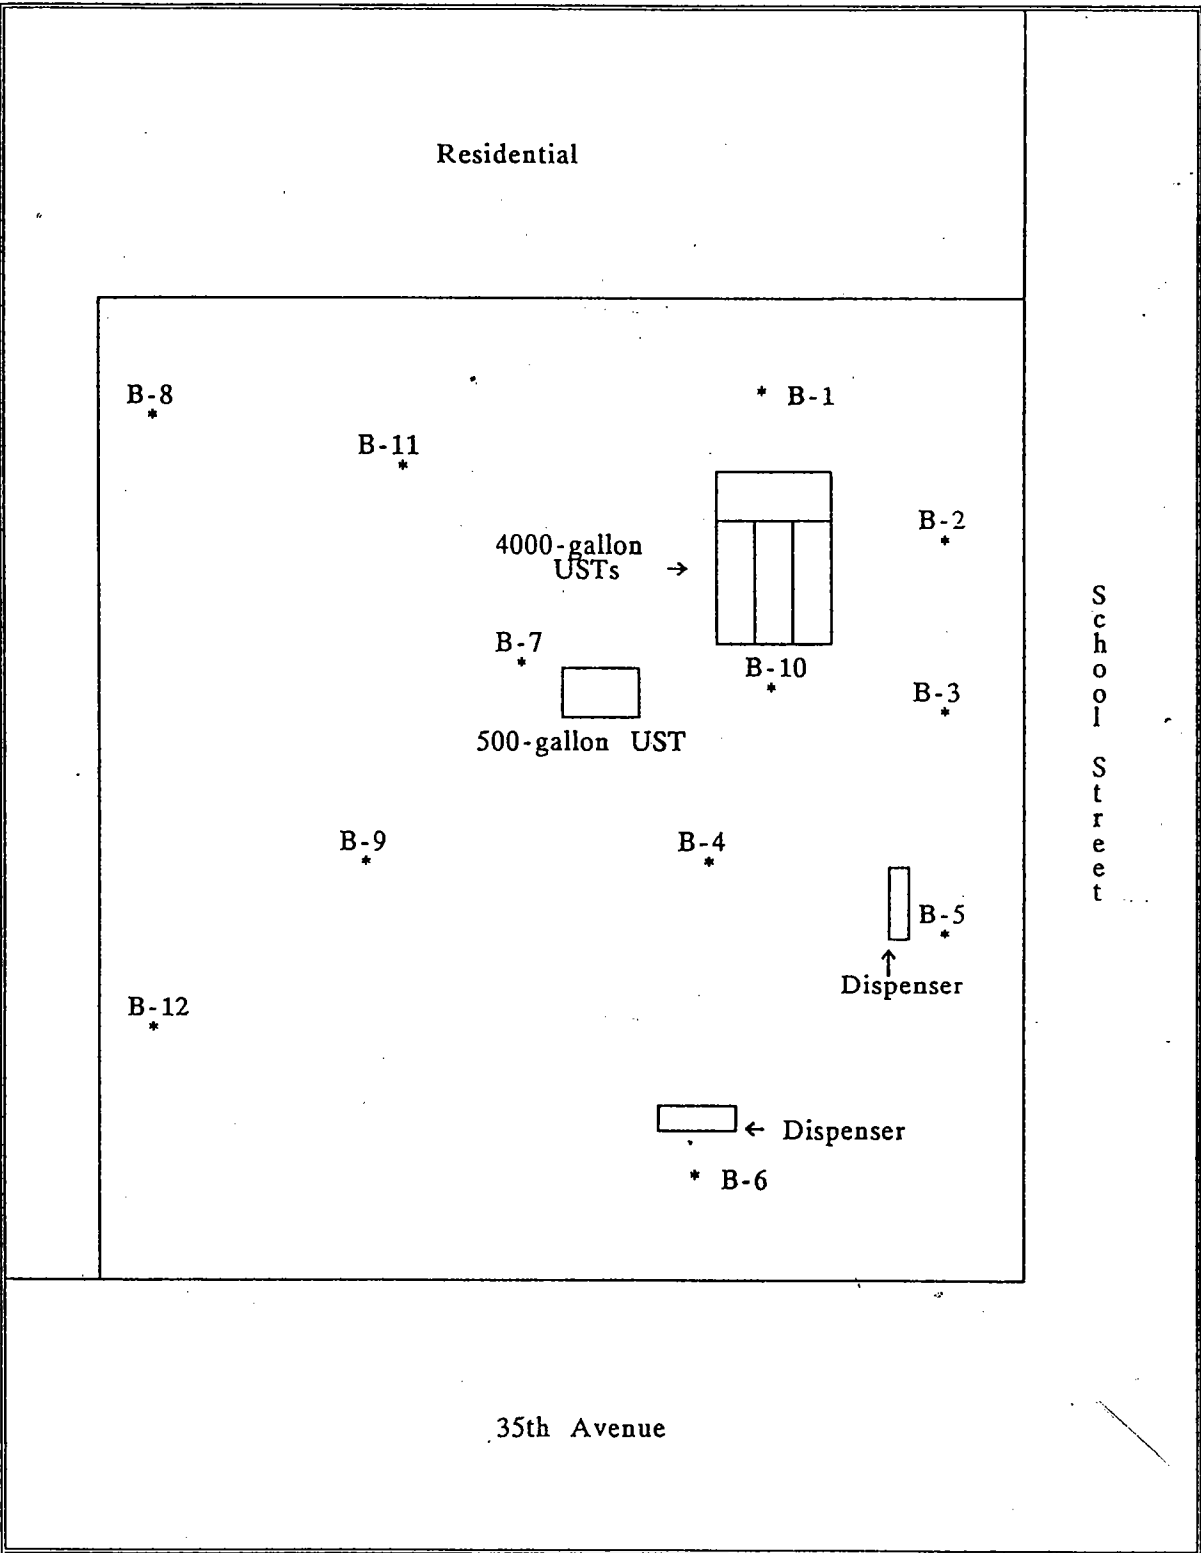 Residential
B-8
* B-1
*
B-11
*
B-2
*
4000-gallon
USTs →
B-7
*
B-10
*
B-3
*
500-gallon UST
School Street
B-9
*
B-4
*
B-5
*
Dispenser
B-12
*
← Dispenser
* B-6
35th Avenue